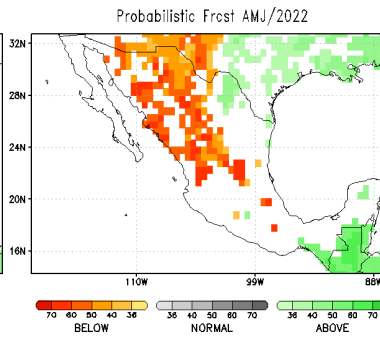 Probabilistic Frcst AMJ/2022
32N
28N
24N
20N
16N
110W 99W 88W
70 60 50 40 36 36 40 50 60 70 36 40 50 60 70
BELOW NORMAL ABOVE